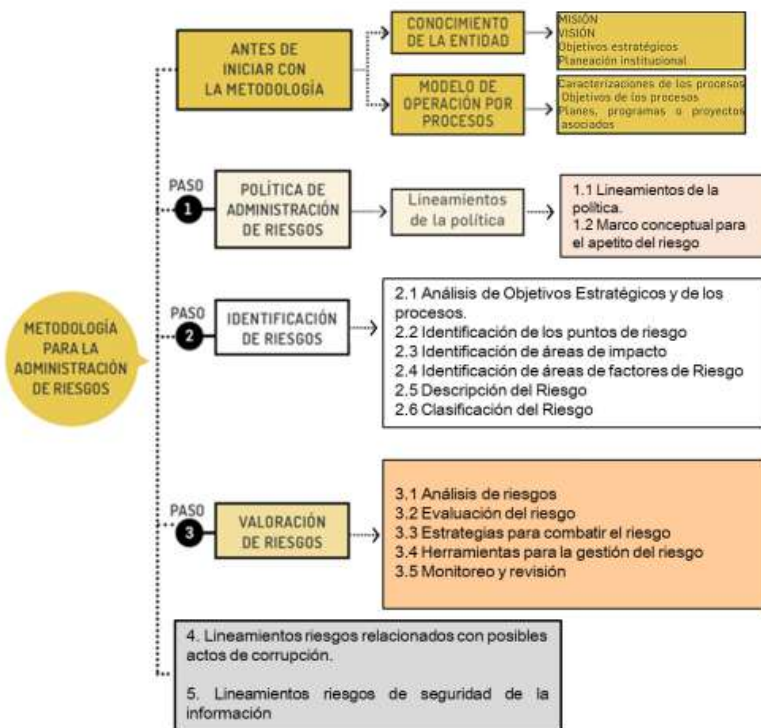 ANTES DE
INICIAR CON
LA METODOLOGÍA
CONOCIMIENTO
DE LA ENTIDAD
MISIÓN
VISIÓN
Objetivos estratégicos
Planeación institucional
MODELO DE
OPERACIÓN POR
PROCESOS
Caracterizaciones de los procesos
Objetivos de los procesos
Planes, programas o proyectos
asociados
PASO
1
POLÍTICA DE
ADMINISTRACIÓN
DE RIESGOS
Lineamientos
de la política
1.1 Lineamientos de la
política.
1.2 Marco conceptual para
el apetito del riesgo
METODOLOGÍA
PARA LA
ADMINISTRACIÓN
DE RIESGOS
PASO
2
IDENTIFICACIÓN
DE RIESGOS
2.1 Análisis de Objetivos Estratégicos y de los
procesos.
2.2 Identificación de los puntos de riesgo
2.3 Identificación de áreas de impacto
2.4 Identificación de áreas de factores de Riesgo
2.5 Descripción del Riesgo
2.6 Clasificación del Riesgo
PASO
3
VALORACIÓN
DE RIESGOS
3.1 Análisis de riesgos
3.2 Evaluación del riesgo
3.3 Estrategias para combatir el riesgo
3.4 Herramientas para la gestión del riesgo
3.5 Monitoreo y revisión
4. Lineamientos riesgos relacionados con posibles
actos de corrupción.
5. Lineamientos riesgos de seguridad de la
información